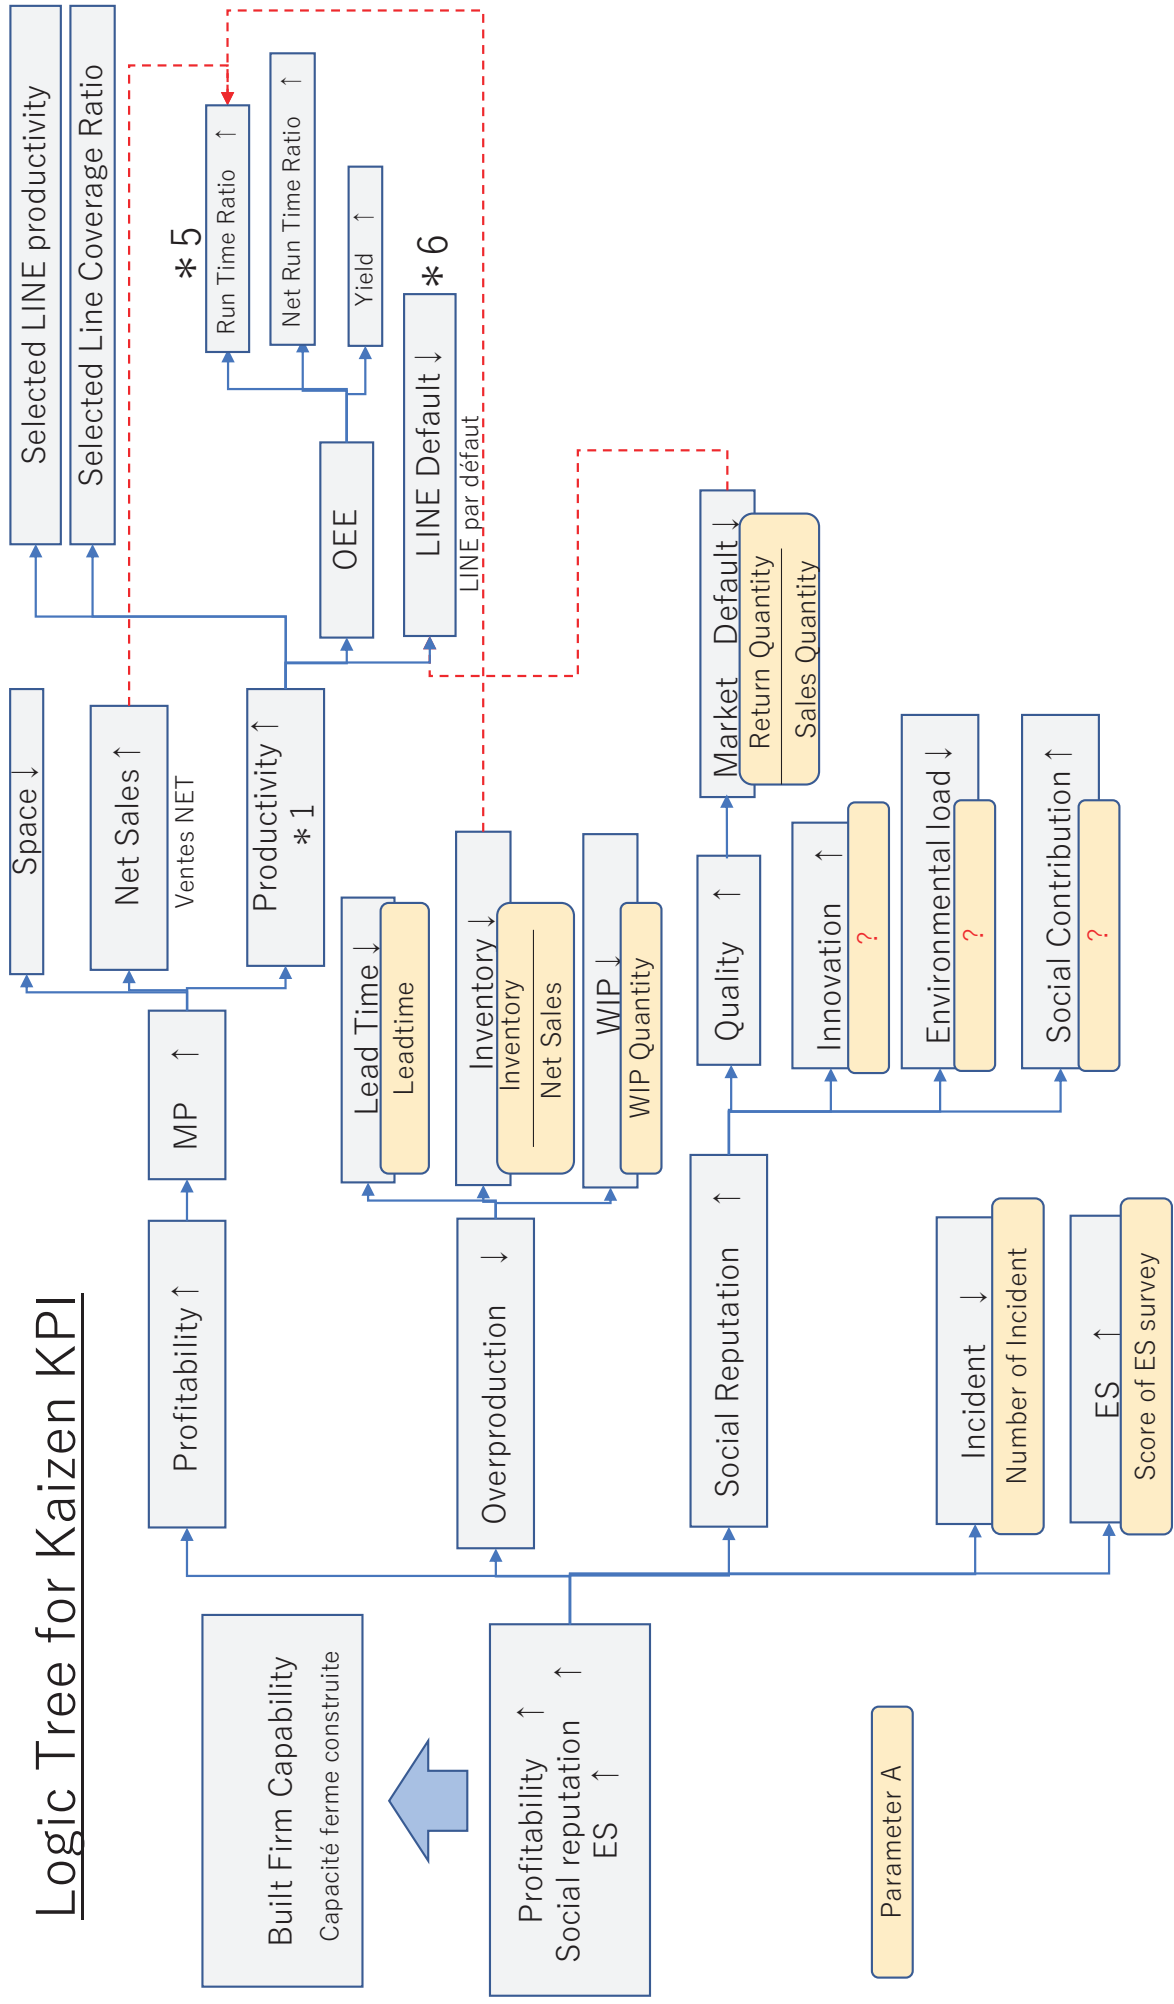 Logic Tree for Kaizen KPI
Built Firm Capability
Capacité ferme construite
Profitability ↑
Social reputation ↑
ES ↑
Parameter A
Profitability ↑
MP ↑
Space ↓
Net Sales ↑
Ventes NET
Productivity ↑
*1
Selected LINE productivity
Selected Line Coverage Ratio
OEE
*5
Run Time Ratio ↑
Net Run Time Ratio ↑
Yield ↑
LINE Default ↓
*6
LINE par défaut
Overproduction ↓
Lead Time ↓
Leadtime
Inventory ↓
Inventory
Net Sales
WIP ↓
WIP Quantity
Social Reputation ↑
Quality ↑
Market Default ↓
Return Quantity
Sales Quantity
Innovation ↑
?
Environmental load ↓
?
Social Contribution ↑
?
Incident ↓
Number of Incident
ES ↑
Score of ES survey